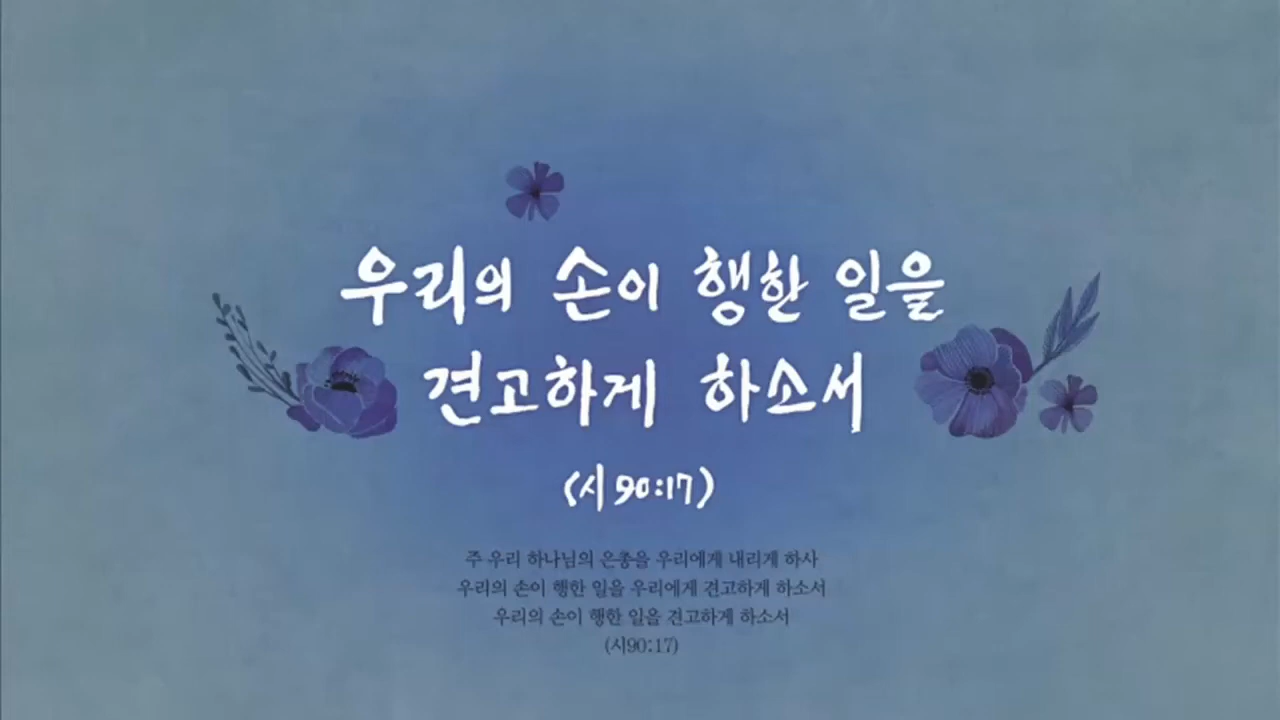 우리의 손이 행한 일을
견고하게 하소서
(시 90:17)
주 우리 하나님의 은총을 우리에게 내리게 하사
우리의 손이 행한 일을 우리에게 견고하게 하소서
우리의 손이 행한 일을 견고하게 하소서
(시90:17)